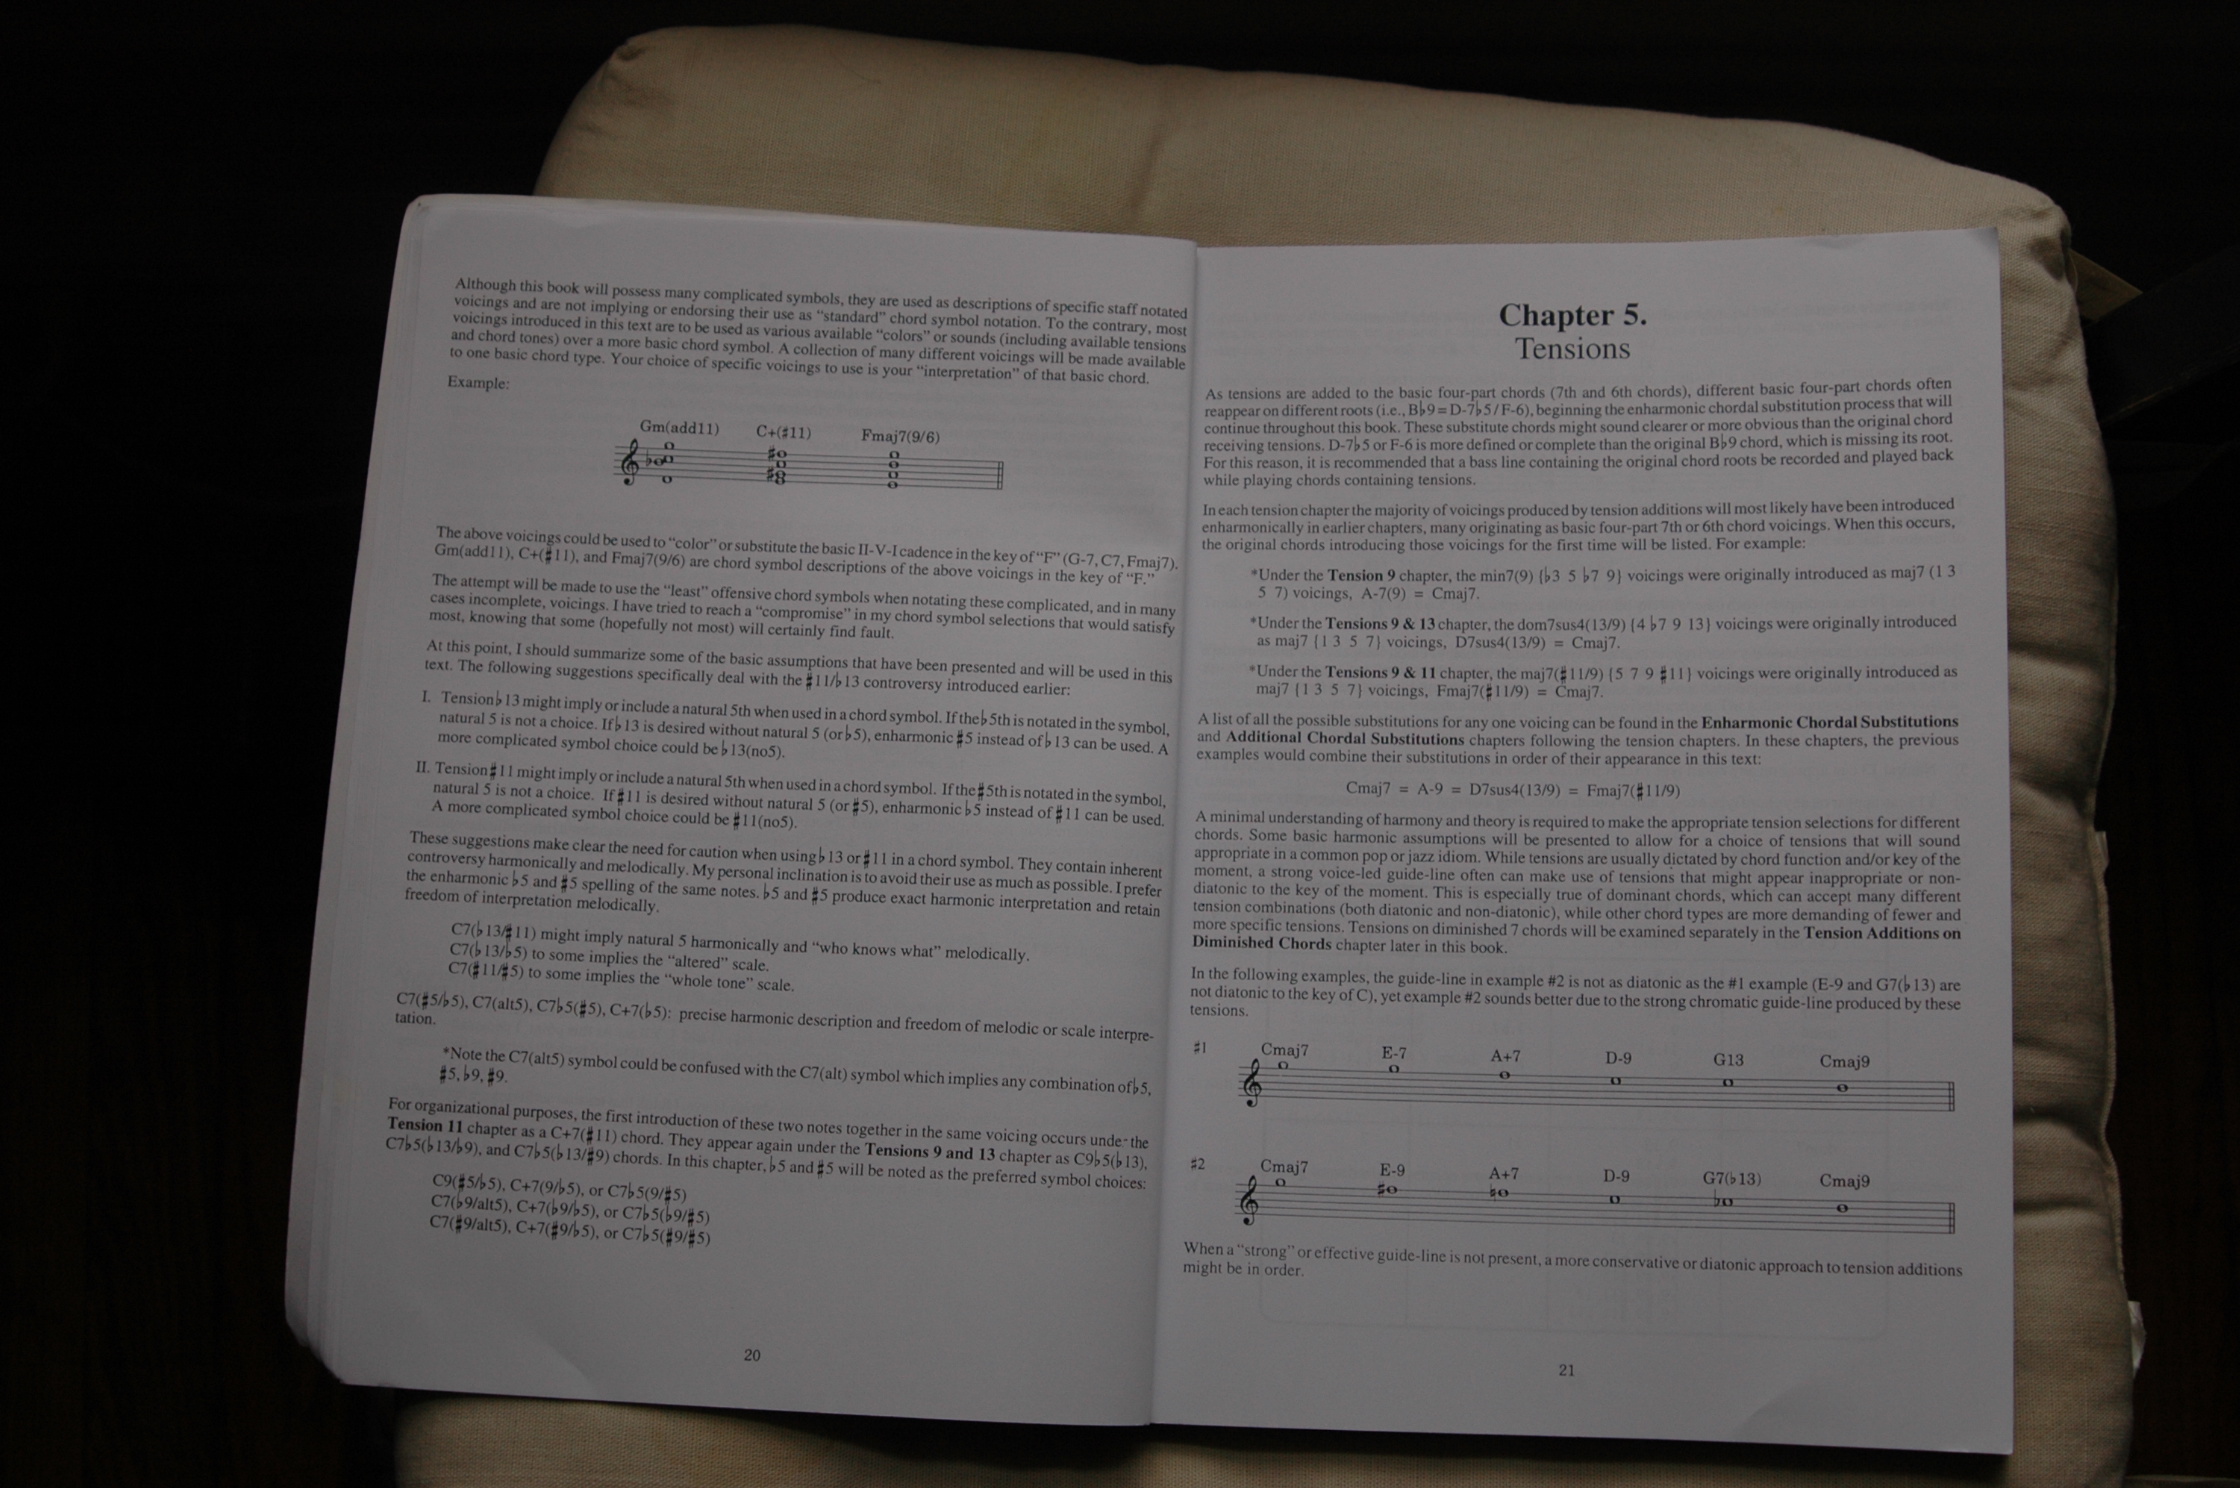 Although this book will possess many complicated symbols, they are used as descriptions of specific staff notated
voicings and are not implying or endorsing their use as “standard” chord symbol notation. To the contrary, most
voicings introduced in this text are to be used as various available “colors” or sounds (including available tensions
and chord tones) over a more basic chord symbol. A collection of many different voicings will be made available
to one basic chord type. Your choice of specific voicings to use is your “interpretation” of that basic chord.
Example:
Gm(add11) C+(♯11) Fmaj7(9/6)
The above voicings could be used to “color” or substitute the basic II-V-I cadence in the key of “F” (G-7, C7, Fmaj7).
Gm(add11), C+(♯11), and Fmaj7(9/6) are chord symbol descriptions of the above voicings in the key of “F.”
The attempt will be made to use the “least” offensive chord symbols when notating these complicated, and in many
cases incomplete, voicings. I have tried to reach a “compromise” in my chord symbol selections that would satisfy
most, knowing that some (hopefully not most) will certainly find fault.
At this point, I should summarize some of the basic assumptions that have been presented and will be used in this
text. The following suggestions specifically deal with the ♯11/♭13 controversy introduced earlier:
I. Tension ♭13 might imply or include a natural 5th when used in a chord symbol. If the ♭5th is notated in the symbol,
natural 5 is not a choice. If ♭13 is desired without natural 5 (or ♭5), enharmonic ♯5 instead of ♭13 can be used. A
more complicated symbol choice could be ♭13(no5).
II. Tension ♯11 might imply or include a natural 5th when used in a chord symbol. If the ♯5th is notated in the symbol,
natural 5 is not a choice. If ♯11 is desired without natural 5 (or ♯5), enharmonic ♭5 instead of ♯11 can be used.
A more complicated symbol choice could be ♯11(no5).
These suggestions make clear the need for caution when using ♭13 or ♯11 in a chord symbol. They contain inherent
controversy harmonically and melodically. My personal inclination is to avoid their use as much as possible. I prefer
the enharmonic ♭5 and ♯5 spelling of the same notes. ♭5 and ♯5 produce exact harmonic interpretation and retain
freedom of interpretation melodically.
C7(♭13/♯11) might imply natural 5 harmonically and “who knows what” melodically.
C7(♭13/♭5) to some implies the “altered” scale.
C7(♯11/♯5) to some implies the “whole tone” scale.
C7(♯5/♭5), C7(alt5), C7♭5(♯5), C+7(♭5): precise harmonic description and freedom of melodic or scale interpre-
tation.
*Note the C7(alt5) symbol could be confused with the C7(alt) symbol which implies any combination of ♭5,
♯5, ♭9, ♯9.
For organizational purposes, the first introduction of these two notes together in the same voicing occurs under the
Tension 11 chapter as a C+7(♯11) chord. They appear again under the Tensions 9 and 13 chapter as C9♭5(♭13),
C7♭5(♭13/♭9), and C7♭5(♭13/♯9) chords. In this chapter, ♭5 and ♯5 will be noted as the preferred symbol choices:
C9(♯5/♭5), C+7(9/♭5), or C7♭5(9/♯5)
C7(♭9/alt5), C+7(♭9/♭5), or C7♭5(♭9/♯5)
C7(♯9/alt5), C+7(♯9/♭5), or C7♭5(♯9/♯5)
20
Chapter 5.
Tensions
As tensions are added to the basic four-part chords (7th and 6th chords), different basic four-part chords often
reappear on different roots (i.e., B♭9 = D-7♭5 / F-6), beginning the enharmonic chordal substitution process that will
continue throughout this book. These substitute chords might sound clearer or more obvious than the original chord
receiving tensions. D-7♭5 or F-6 is more defined or complete than the original B♭9 chord, which is missing its root.
For this reason, it is recommended that a bass line containing the original chord roots be recorded and played back
while playing chords containing tensions.
In each tension chapter the majority of voicings produced by tension additions will most likely have been introduced
enharmonically in earlier chapters, many originating as basic four-part 7th or 6th chord voicings. When this occurs,
the original chords introducing those voicings for the first time will be listed. For example:
*Under the Tension 9 chapter, the min7(9) {♭3 5 ♭7 9} voicings were originally introduced as maj7 (1 3
5 7) voicings, A-7(9) = Cmaj7.
*Under the Tensions 9 & 13 chapter, the dom7sus4(13/9) {4 ♭7 9 13} voicings were originally introduced
as maj7 {1 3 5 7} voicings, D7sus4(13/9) = Cmaj7.
*Under the Tensions 9 & 11 chapter, the maj7(♯11/9) {5 7 9 ♯11} voicings were originally introduced as
maj7 {1 3 5 7} voicings, Fmaj7(♯11/9) = Cmaj7.
A list of all the possible substitutions for any one voicing can be found in the Enharmonic Chordal Substitutions
and Additional Chordal Substitutions chapters following the tension chapters. In these chapters, the previous
examples would combine their substitutions in order of their appearance in this text:
Cmaj7 = A-9 = D7sus4(13/9) = Fmaj7(♯11/9)
A minimal understanding of harmony and theory is required to make the appropriate tension selections for different
chords. Some basic harmonic assumptions will be presented to allow for a choice of tensions that will sound
appropriate in a common pop or jazz idiom. While tensions are usually dictated by chord function and/or key of the
moment, a strong voice-led guide-line often can make use of tensions that might appear inappropriate or non-
diatonic to the key of the moment. This is especially true of dominant chords, which can accept many different
tension combinations (both diatonic and non-diatonic), while other chord types are more demanding of fewer and
more specific tensions. Tensions on diminished 7 chords will be examined separately in the Tension Additions on
Diminished Chords chapter later in this book.
In the following examples, the guide-line in example #2 is not as diatonic as the #1 example (E-9 and G7(♭13) are
not diatonic to the key of C), yet example #2 sounds better due to the strong chromatic guide-line produced by these
tensions.
#1 Cmaj7 E-7 A+7 D-9 G13 Cmaj9
#2 Cmaj7 E-9 A+7 D-9 G7(♭13) Cmaj9
When a “strong” or effective guide-line is not present, a more conservative or diatonic approach to tension additions
might be in order.
21